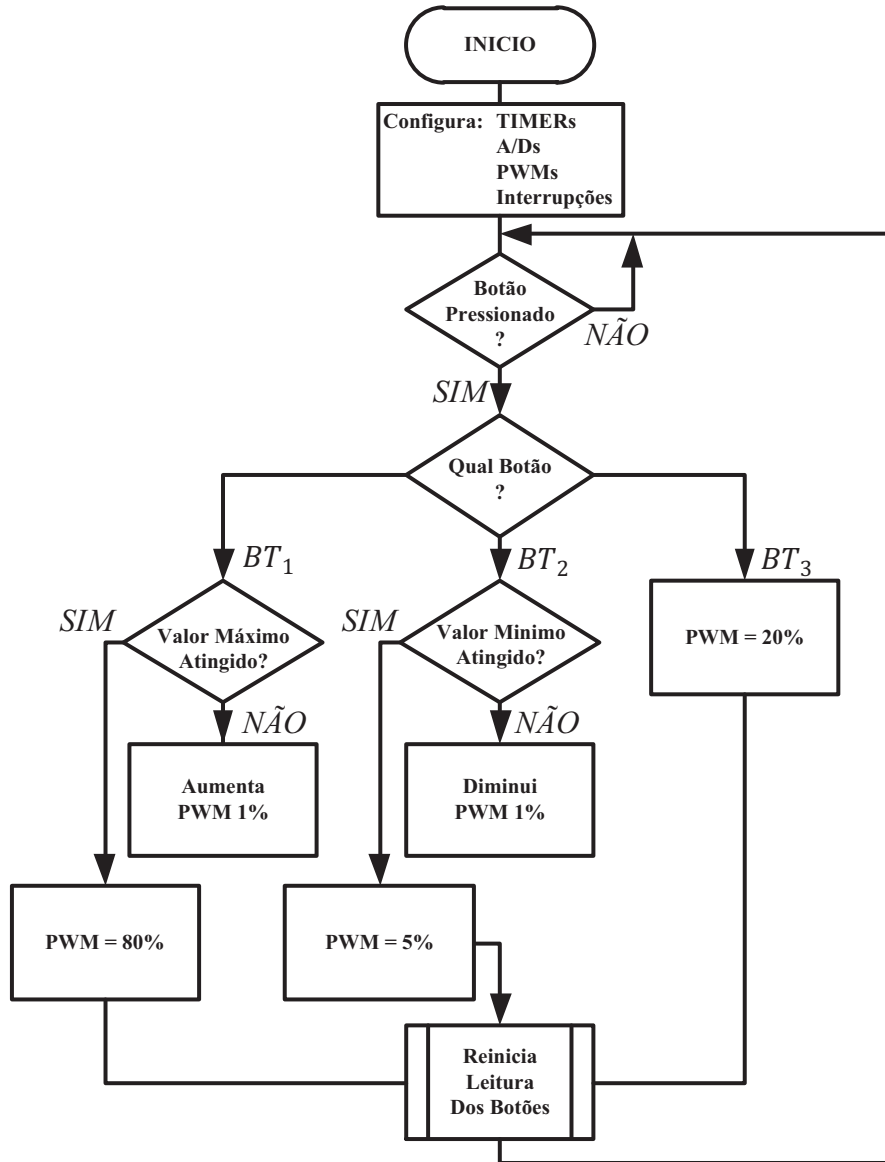 INICIO
Configura: TIMERs
A/Ds
PWMs
Interrupções
Botão
Pressionado
?
NÃO
SIM
Qual Botão
?
BT₁
BT₂
BT₃
SIM
Valor Máximo
Atingido?
SIM
Valor Minimo
Atingido?
PWM = 20%
NÃO
NÃO
Aumenta
PWM 1%
Diminui
PWM 1%
PWM = 80%
PWM = 5%
Reinicia
Leitura
Dos Botões